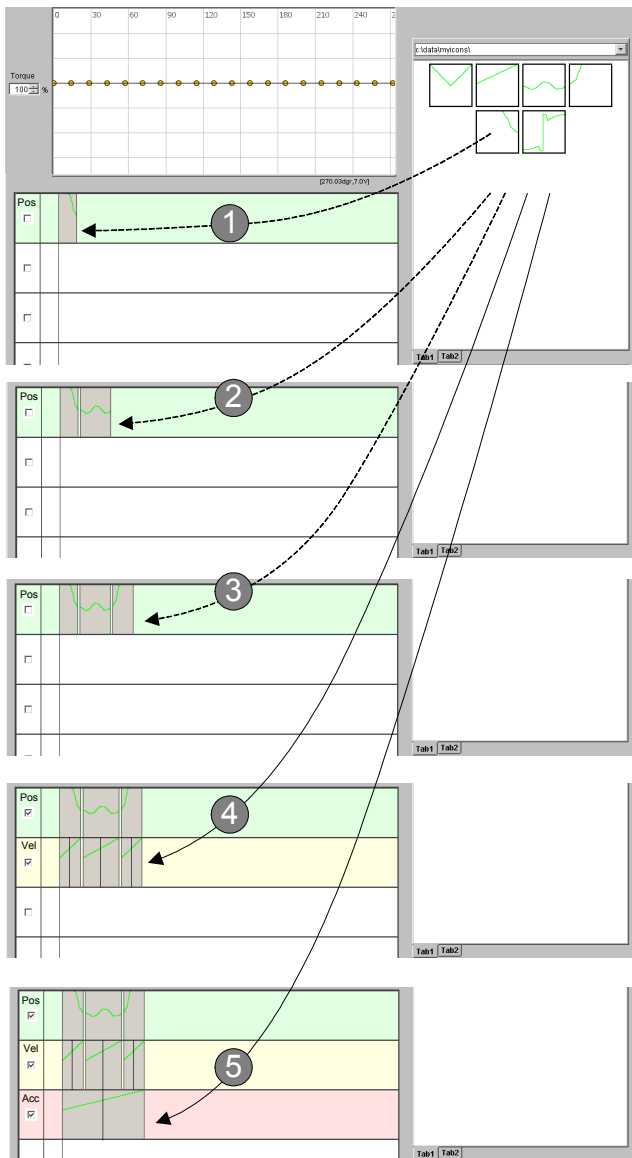 0 30 60 90 120 150 180 210 240 2
c:\data\myicons\
Torque
100 %
[270.03dgr,7.0V]
Pos
1
Tab1 Tab2
Pos
2
Tab1 Tab2
Pos
3
Tab1 Tab2
Pos
4
Vel
Tab1 Tab2
Pos
Vel
5
Acc
Tab1 Tab2